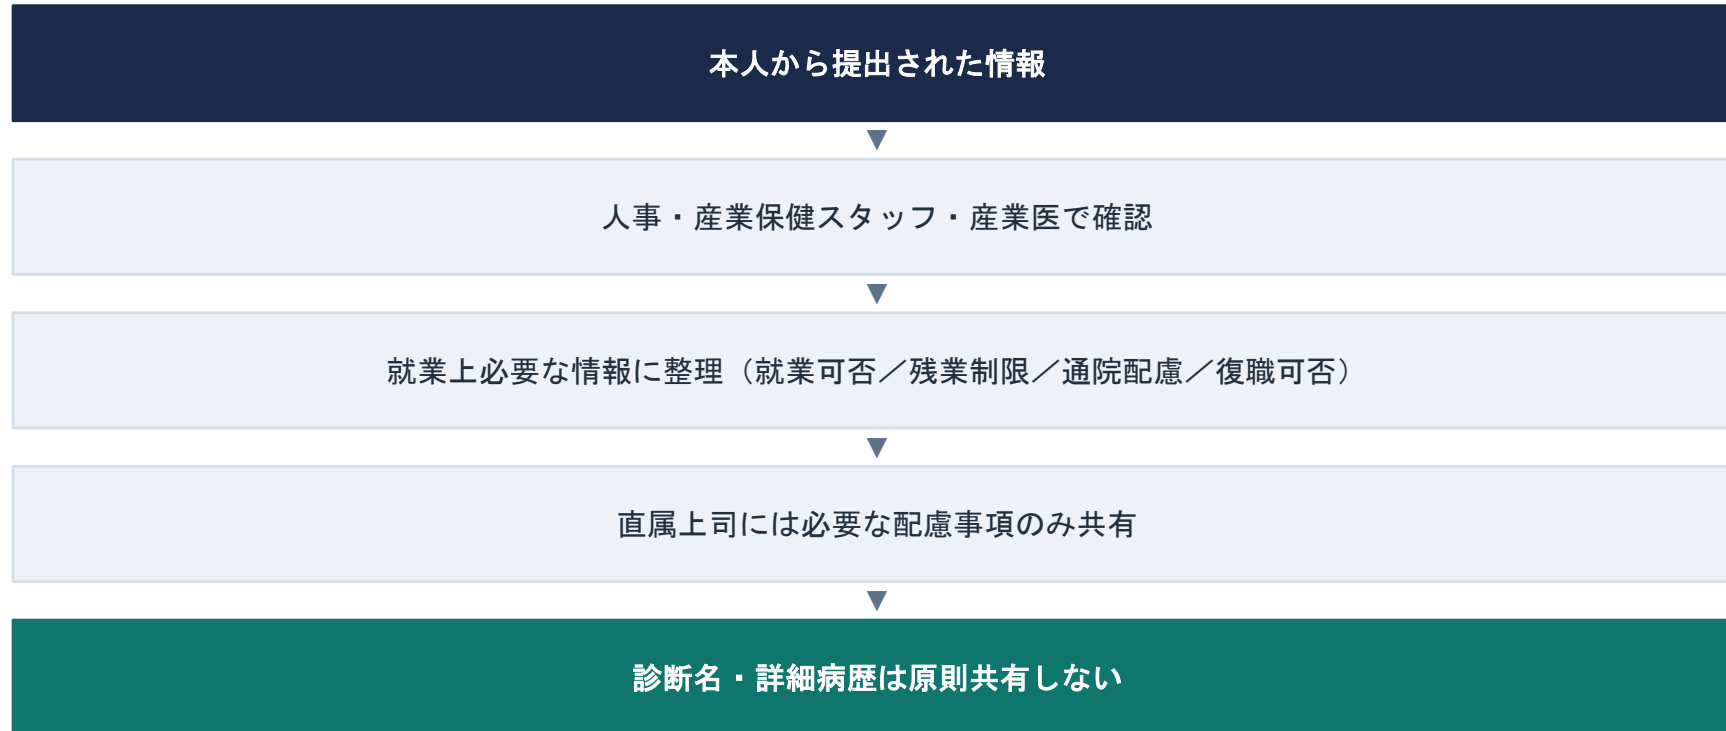 本人から提出された情報
▼
人事・産業保健スタッフ・産業医で確認
▼
就業上必要な情報に整理（就業可否／残業制限／通院配慮／復職可否）
▼
直属上司には必要な配慮事項のみ共有
▼
診断名・詳細病歴は原則共有しない